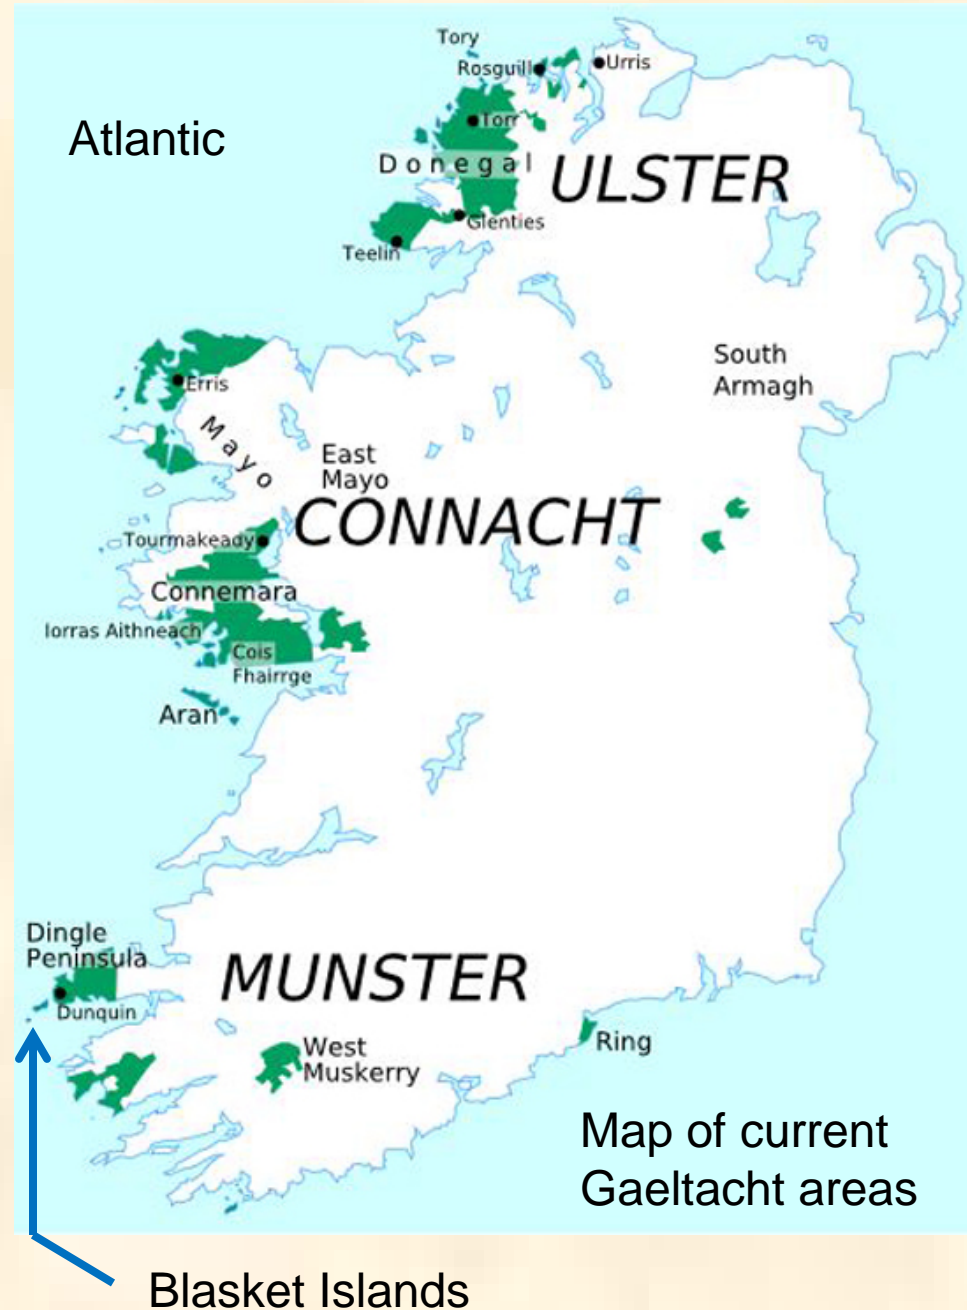 Tory
Rosguill
Urris
Atlantic
Torr
Donegal
ULSTER
Glenties
Teelin
South
Armagh
Erris
Mayo
East
Mayo
CONNACHT
Tourmakeady
Connemara
Iorras Aithneach
Cois
Fhairrge
Aran
Dingle
Peninsula
MUNSTER
Dunquin
West
Muskerry
Ring
Map of current
Gaeltacht areas
Blasket Islands